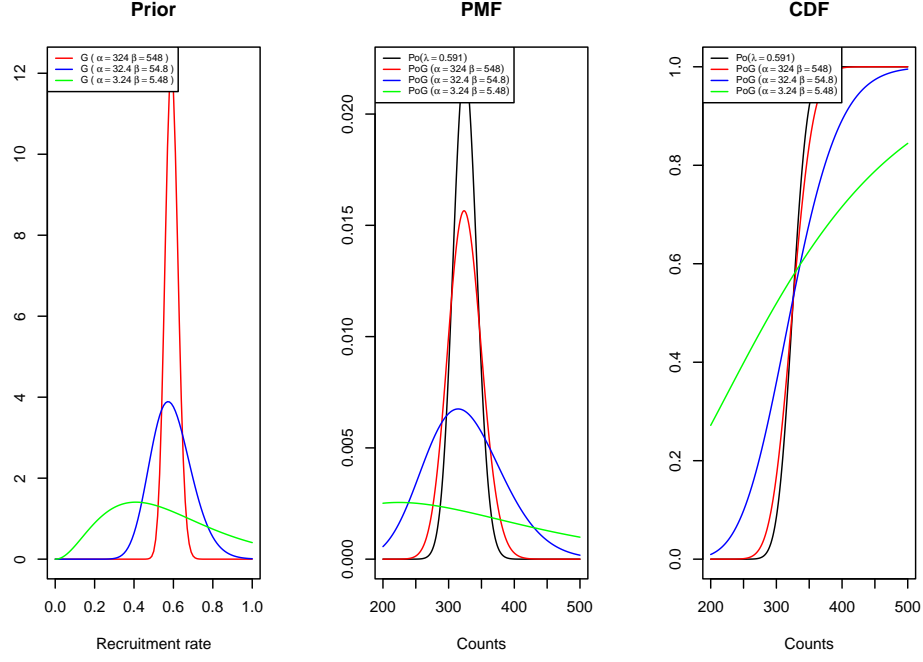 Prior
G ( α = 324 β = 548 )
G ( α = 32.4 β = 54.8 )
G ( α = 3.24 β = 5.48 )
0
2
4
6
8
10
12
0.0
0.2
0.4
0.6
0.8
1.0
Recruitment rate
PMF
Po(λ = 0.591)
PoG ( α = 324 β = 548)
PoG ( α = 32.4 β = 54.8)
PoG ( α = 3.24 β = 5.48)
0.000
0.005
0.010
0.015
0.020
200
300
400
500
Counts
CDF
Po(λ = 0.591)
PoG ( α = 324 β = 548)
PoG ( α = 32.4 β = 54.8)
PoG ( α = 3.24 β = 5.48)
0.0
0.2
0.4
0.6
0.8
1.0
200
300
400
500
Counts